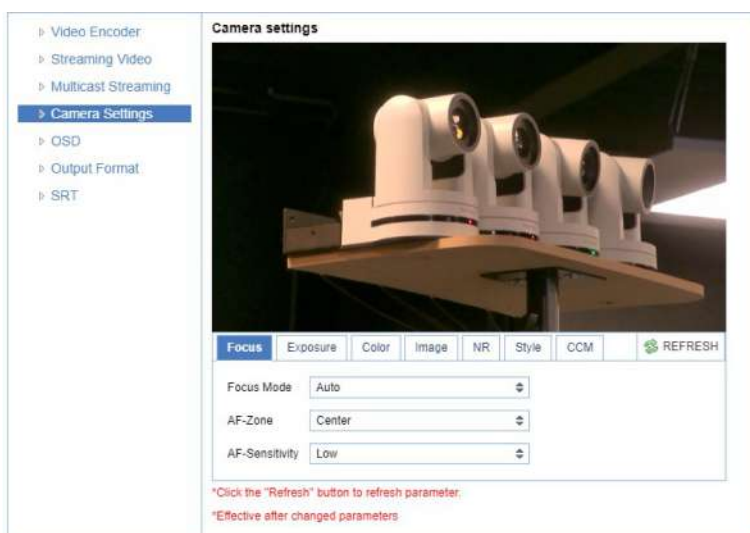 Video Encoder
Streaming Video
Multicast Streaming
Camera Settings
OSD
Output Format
SRT
Camera settings
Focus Exposure Color Image NR Style CCM REFRESH
Focus Mode Auto
AF-Zone Center
AF-Sensitivity Low
*Click the "Refresh" button to refresh parameter.
*Effective after changed parameters